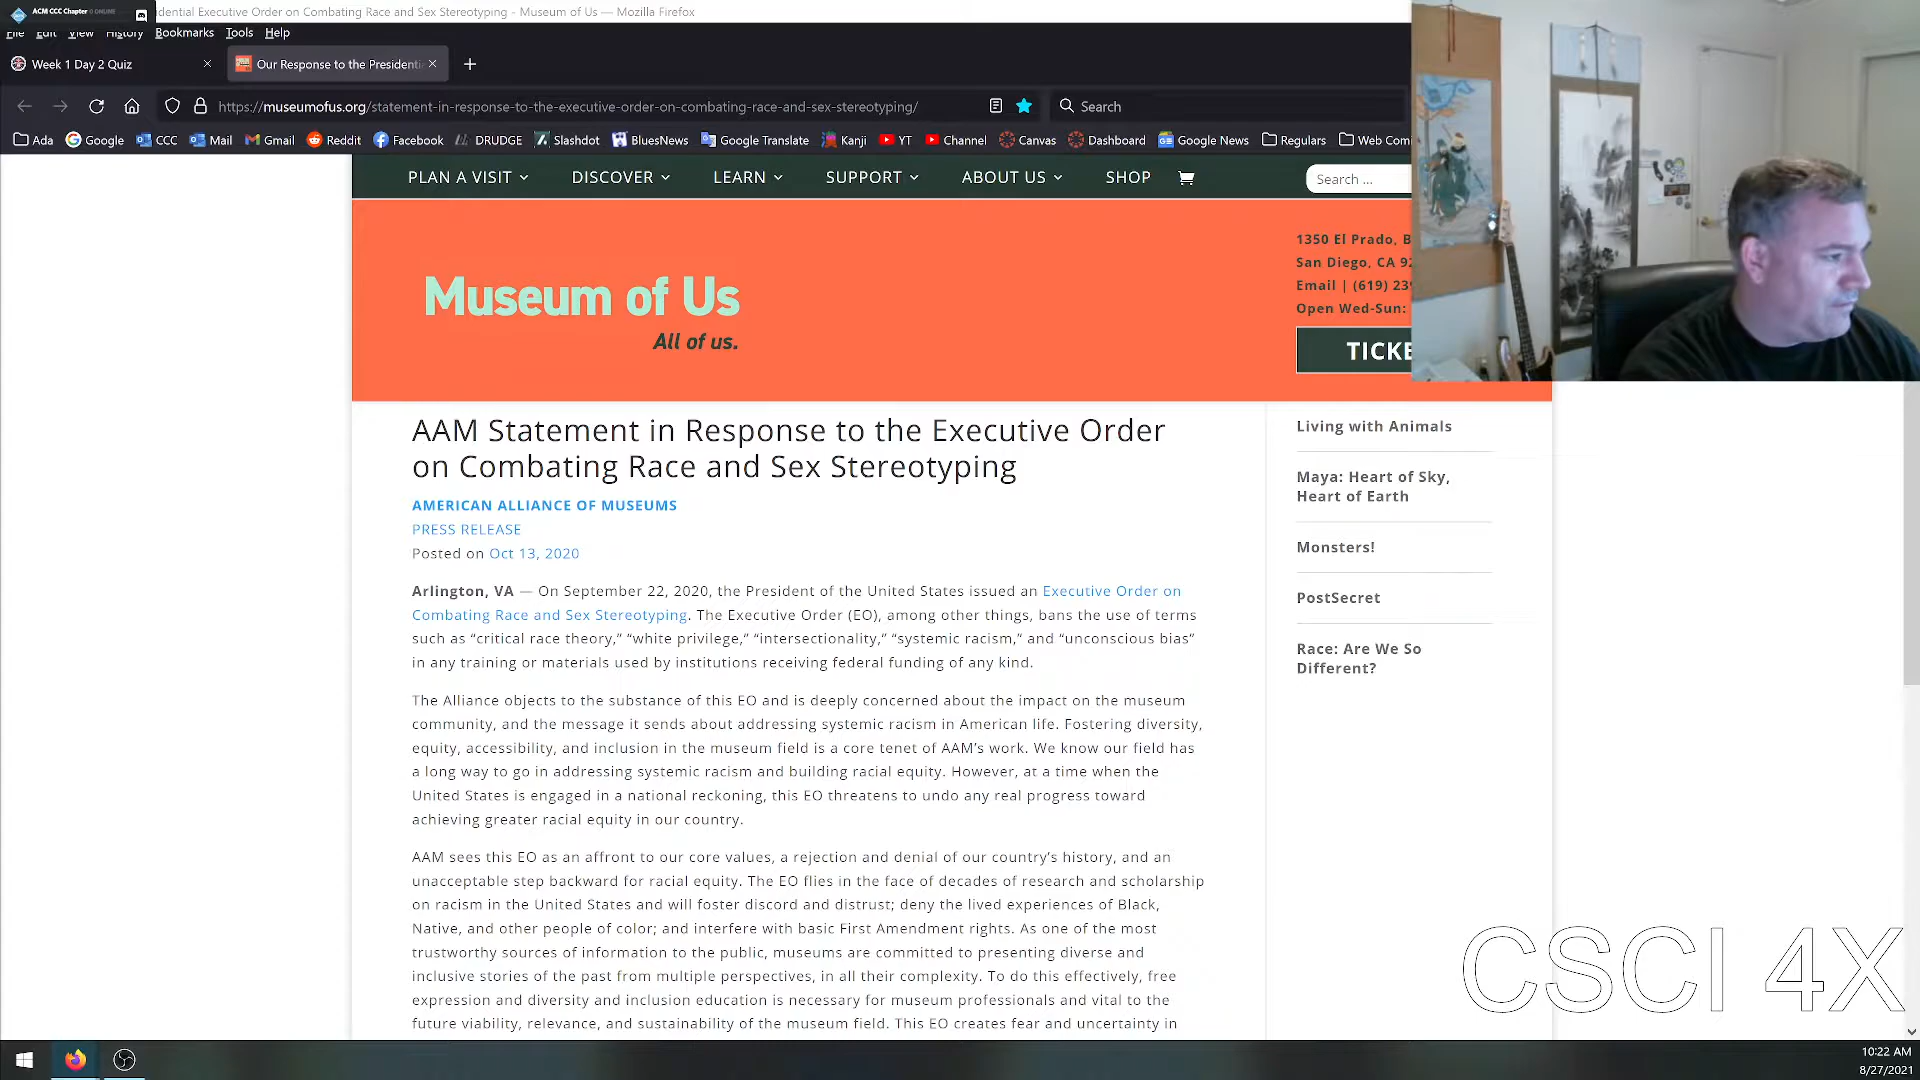 ACM CCC Chapter
idential Executive Order on Combating Race and Sex Stereotyping - Museum of Us — Mozilla Firefox
File Edit View History Bookmarks Tools Help
Week 1 Day 2 Quiz
Our Response to the Presidenti
https://museumofus.org/statement-in-response-to-the-executive-order-on-combating-race-and-sex-stereotyping/
Search
Ada Google CCC Mail Gmail Reddit Facebook DRUDGE Slashdot BluesNews Google Translate Kanji YT Channel Canvas Dashboard Google News Regulars Web Comi
PLAN A VISIT DISCOVER LEARN SUPPORT ABOUT US SHOP
Search ...
Museum of Us
All of us.
1350 El Prado, B
San Diego, CA 92
Email | (619) 239
Open Wed-Sun:
TICKE
AAM Statement in Response to the Executive Order
on Combating Race and Sex Stereotyping
AMERICAN ALLIANCE OF MUSEUMS
PRESS RELEASE
Posted on Oct 13, 2020
Arlington, VA — On September 22, 2020, the President of the United States issued an Executive Order on
Combating Race and Sex Stereotyping. The Executive Order (EO), among other things, bans the use of terms
such as “critical race theory,” “white privilege,” “intersectionality,” “systemic racism,” and “unconscious bias”
in any training or materials used by institutions receiving federal funding of any kind.
The Alliance objects to the substance of this EO and is deeply concerned about the impact on the museum
community, and the message it sends about addressing systemic racism in American life. Fostering diversity,
equity, accessibility, and inclusion in the museum field is a core tenet of AAM’s work. We know our field has
a long way to go in addressing systemic racism and building racial equity. However, at a time when the
United States is engaged in a national reckoning, this EO threatens to undo any real progress toward
achieving greater racial equity in our country.
AAM sees this EO as an affront to our core values, a rejection and denial of our country’s history, and an
unacceptable step backward for racial equity. The EO flies in the face of decades of research and scholarship
on racism in the United States and will foster discord and distrust; deny the lived experiences of Black,
Native, and other people of color; and interfere with basic First Amendment rights. As one of the most
trustworthy sources of information to the public, museums are committed to presenting diverse and
inclusive stories of the past from multiple perspectives, in all their complexity. To do this effectively, free
expression and diversity and inclusion education is necessary for museum professionals and vital to the
future viability, relevance, and sustainability of the museum field. This EO creates fear and uncertainty in
Living with Animals
Maya: Heart of Sky,
Heart of Earth
Monsters!
PostSecret
Race: Are We So
Different?
CSCI 4X
10:22 AM
8/27/2021